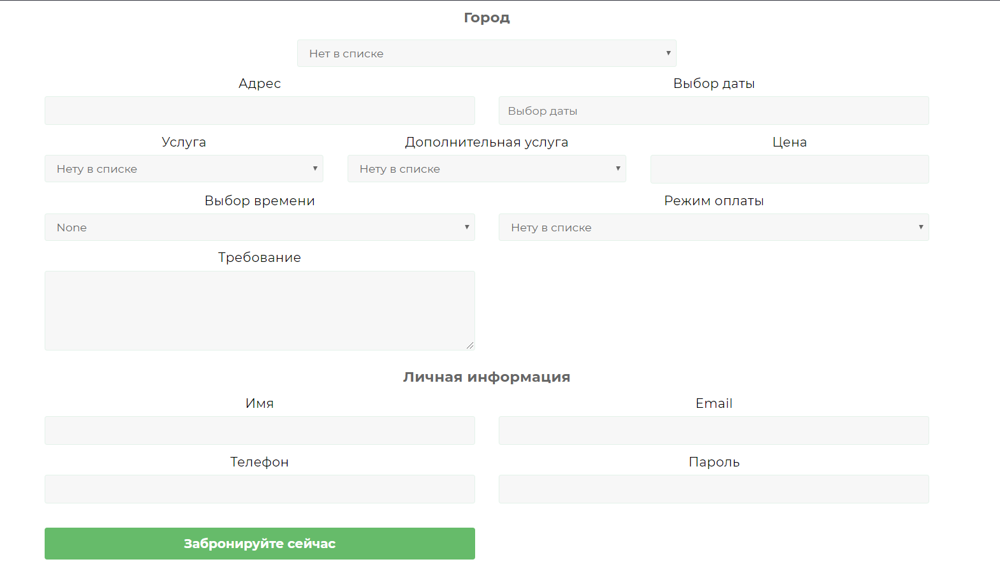 Город
Нет в списке
Адрес
Выбор даты
Выбор даты
Услуга
Дополнительная услуга
Цена
Нету в списке
Нету в списке
Выбор времени
Режим оплаты
None
Нету в списке
Требование
Личная информация
Имя
Email
Телефон
Пароль
Забронируйте сейчас